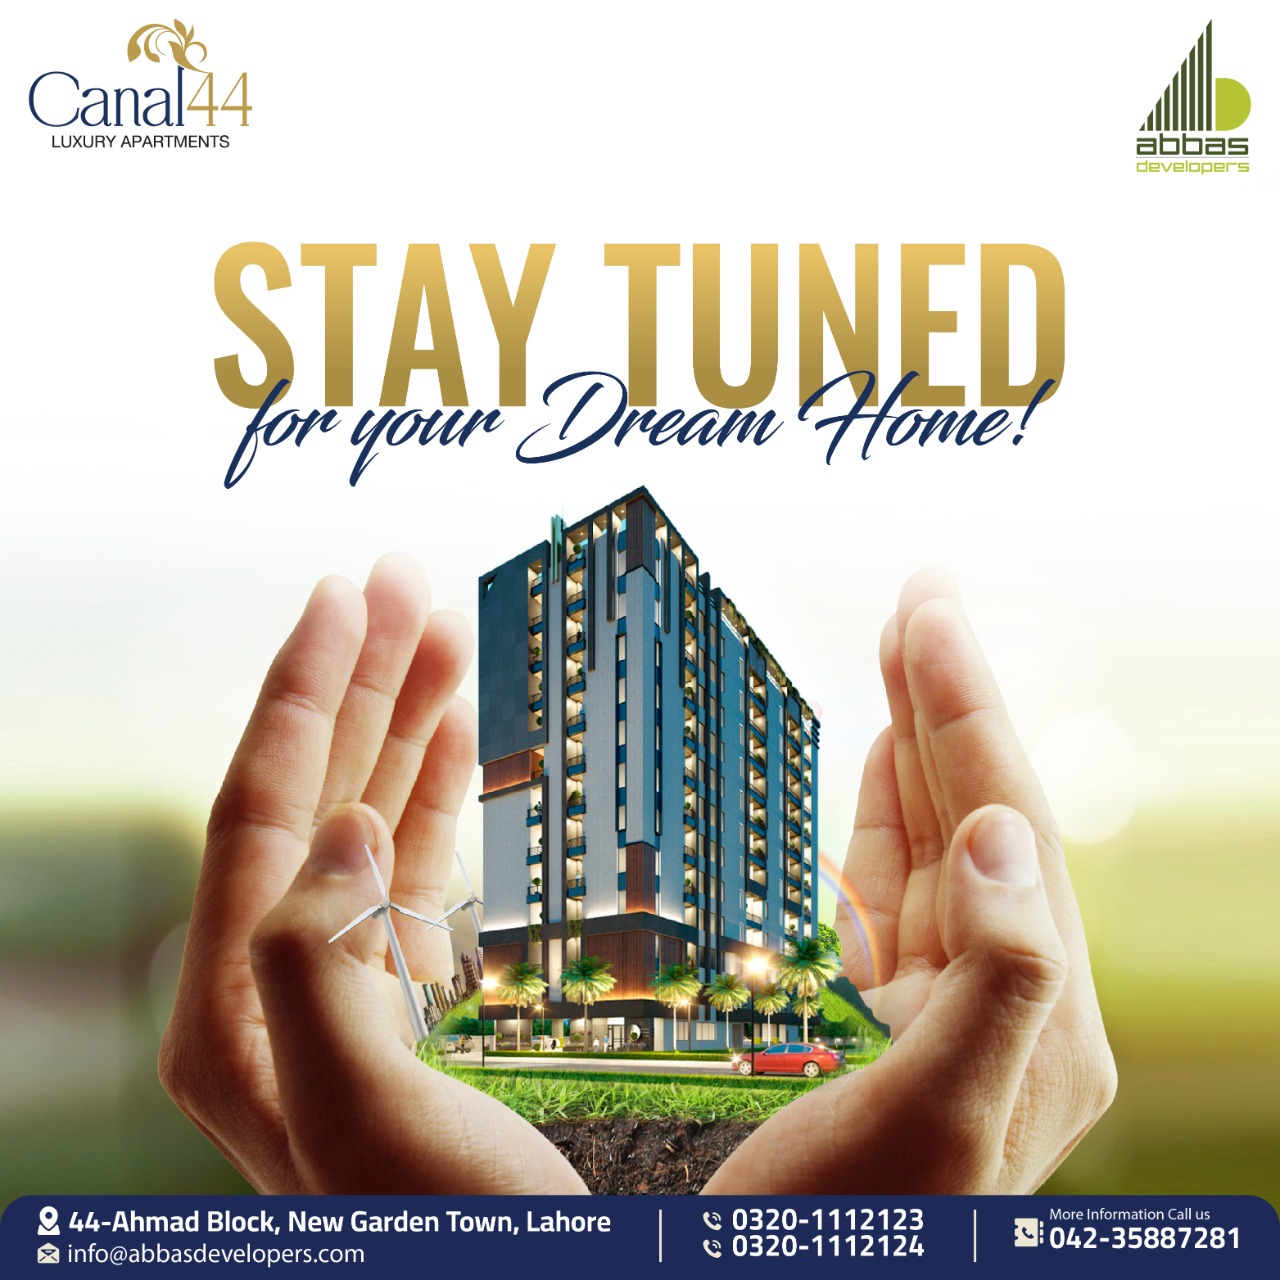 Canal44
LUXURY APARTMENTS
abbas
developers
STAY TUNED
for your Dream Home!
44-Ahmad Block, New Garden Town, Lahore
info@abbasdevelopers.com
0320-1112123
0320-1112124
More Information Call us
042-35887281